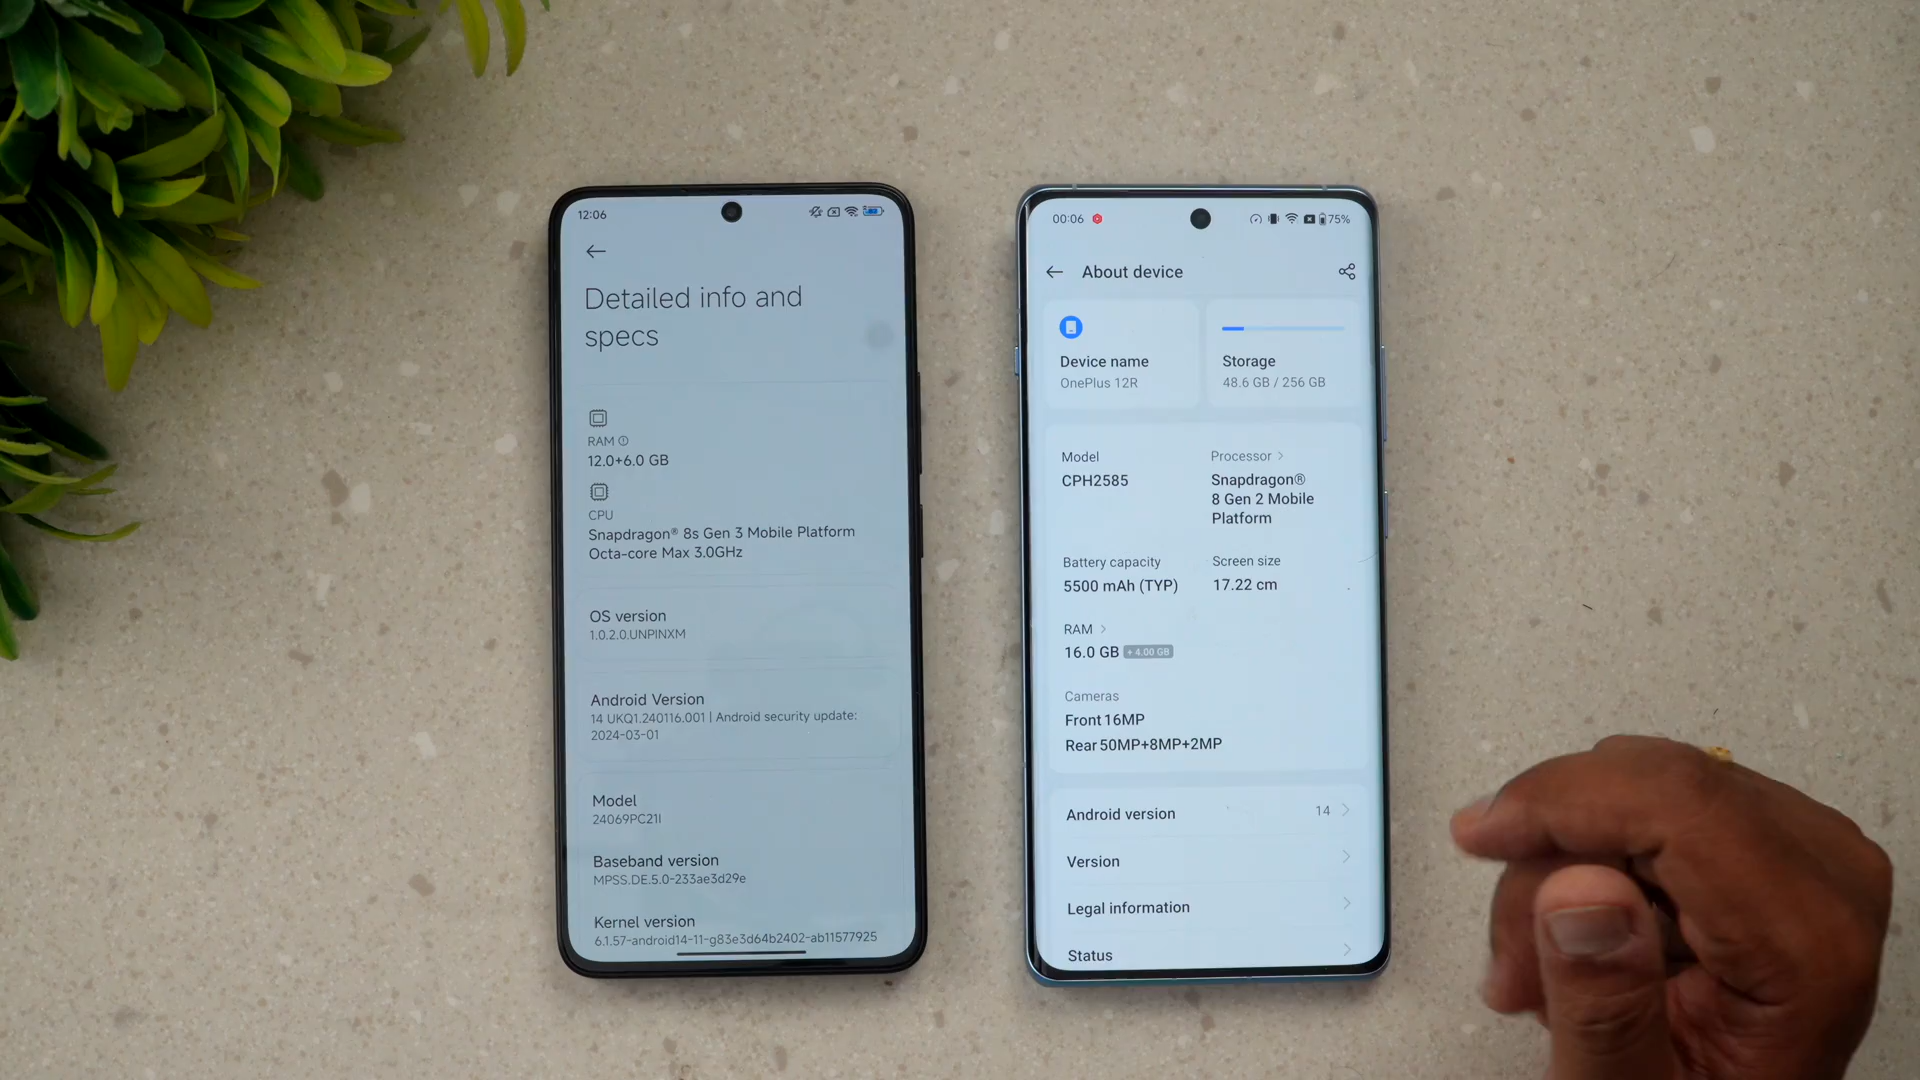 12:06
Detailed info and
specs
RAM
12.0+6.0 GB
CPU
Snapdragon® 8s Gen 3 Mobile Platform
Octa-core Max 3.0GHz
OS version
1.0.2.0.UNPINXM
Android Version
14 UKQ1.240116.001 | Android security update:
2024-03-01
Model
24069PC21I
Baseband version
MPSS.DE.5.0-233ae3d29e
Kernel version
6.1.57-android14-11-g83e3d64b2402-ab11577925
00:06
75%
About device
Device name
OnePlus 12R
Storage
48.6 GB / 256 GB
Model
CPH2585
Processor
Snapdragon®
8 Gen 2 Mobile
Platform
Battery capacity
5500 mAh (TYP)
Screen size
17.22 cm
RAM
16.0 GB + 4.00 GB
Cameras
Front 16MP
Rear 50MP+8MP+2MP
Android version 14
Version
Legal information
Status